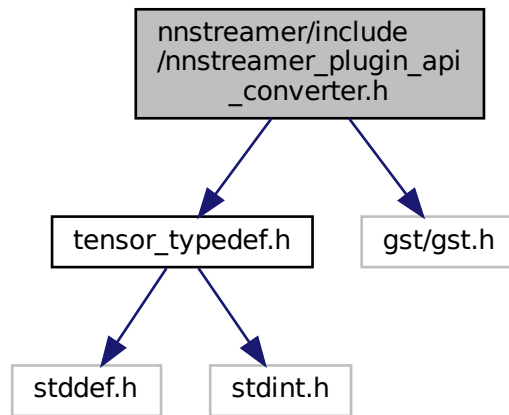 nnstreamer/include
/nnstreamer_plugin_api
_converter.h
tensor_typedef.h
gst/gst.h
stddef.h
stdint.h